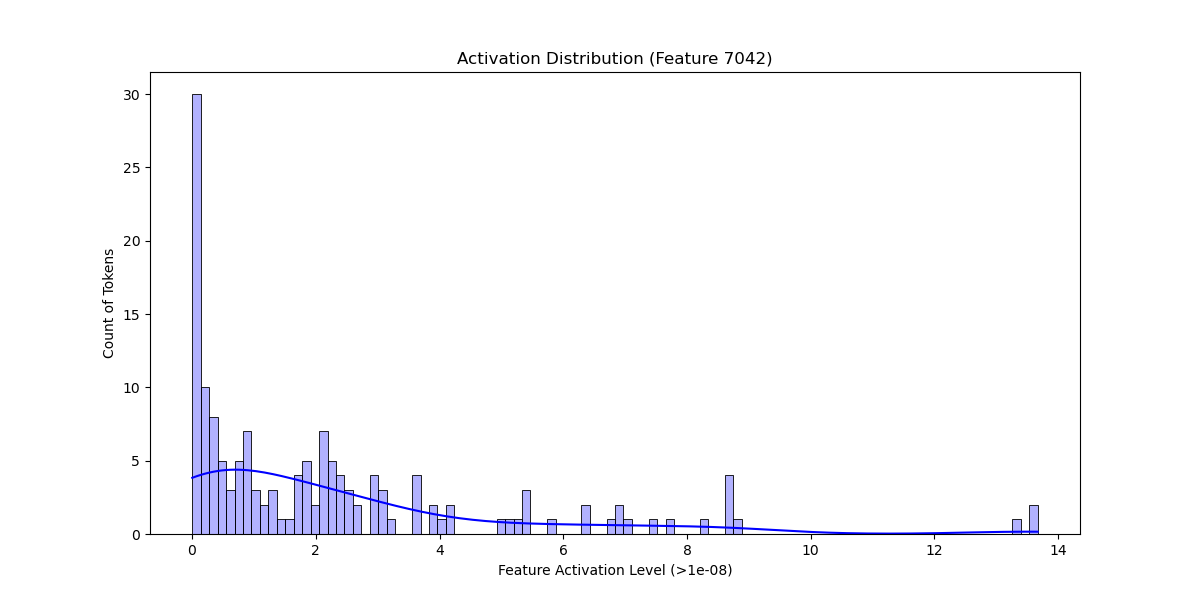 Activation Distribution (Feature 7042)
Count of Tokens
30
25
20
15
10
5
0
0 2 4 6 8 10 12 14
Feature Activation Level (>1e-08)